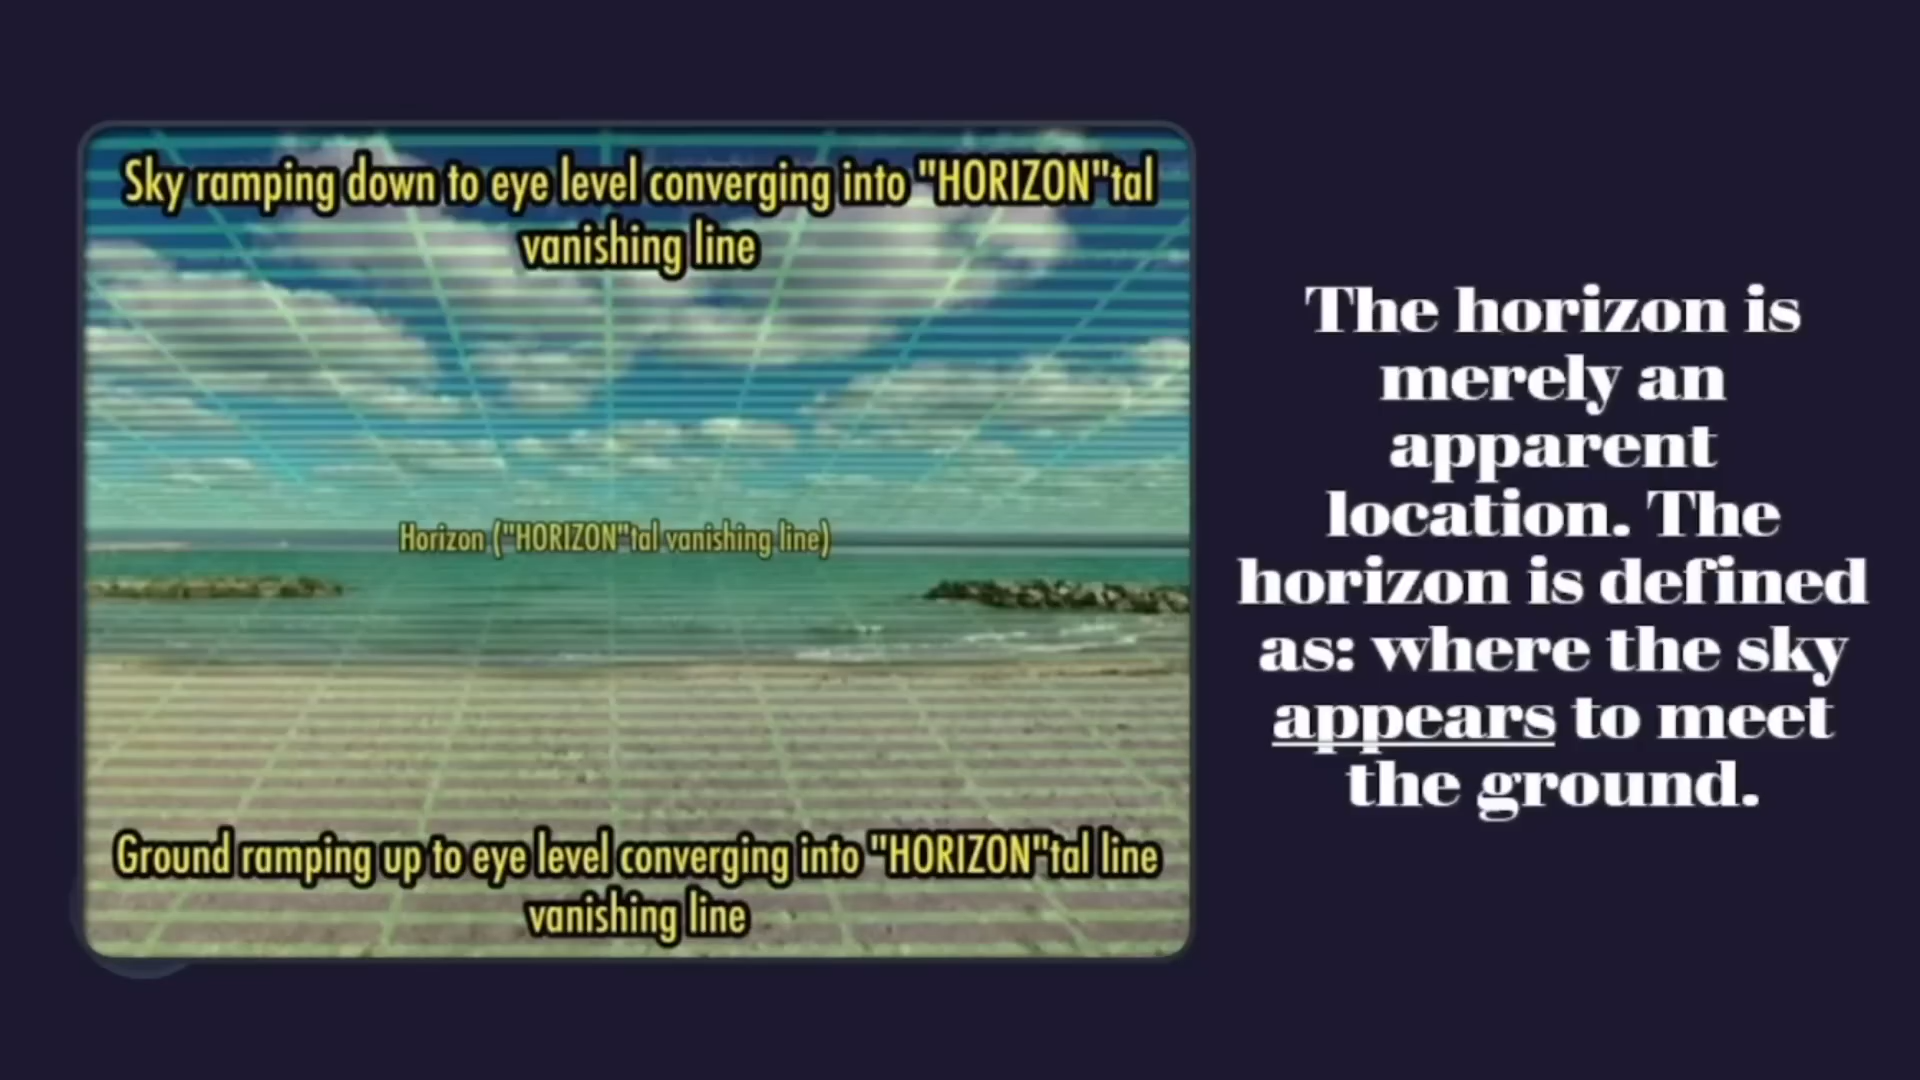 Sky ramping down to eye level converging into "HORIZON"tal
vanishing line
Horizon ("HORIZON"tal vanishing line)
Ground ramping up to eye level converging into "HORIZON"tal line
vanishing line
The horizon is
merely an
apparent
location. The
horizon is defined
as: where the sky
appears to meet
the ground.